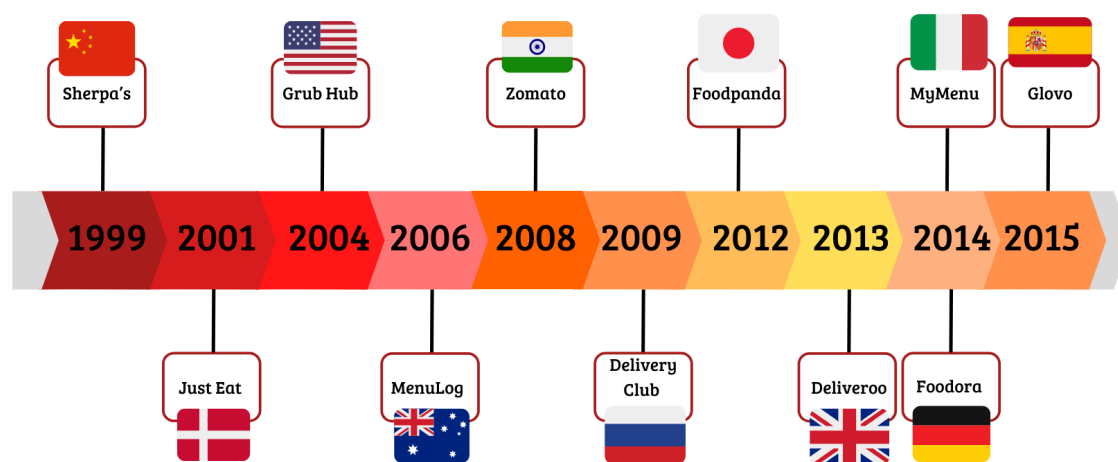 Sherpa's
Grub Hub
Zomato
Foodpanda
MyMenu
Glovo
1999
2001
2004
2006
2008
2009
2012
2013
2014
2015
Just Eat
MenuLog
Delivery
Club
Deliveroo
Foodora